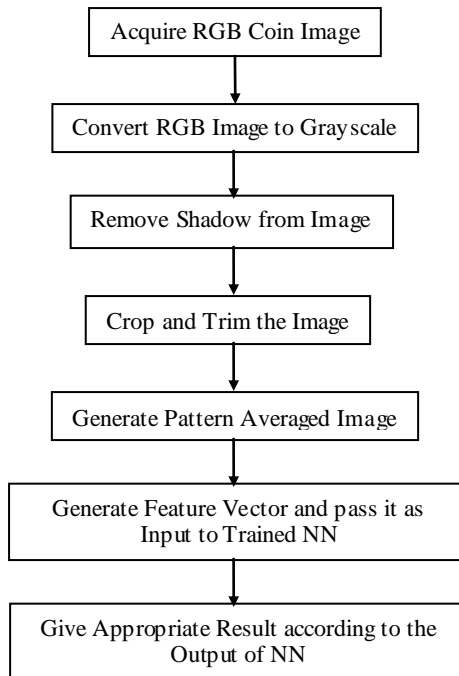 Acquire RGB Coin Image
Convert RGB Image to Grayscale
Remove Shadow from Image
Crop and Trim the Image
Generate Pattern Averaged Image
Generate Feature Vector and pass it as
Input to Trained NN
Give Appropriate Result according to the
Output of NN